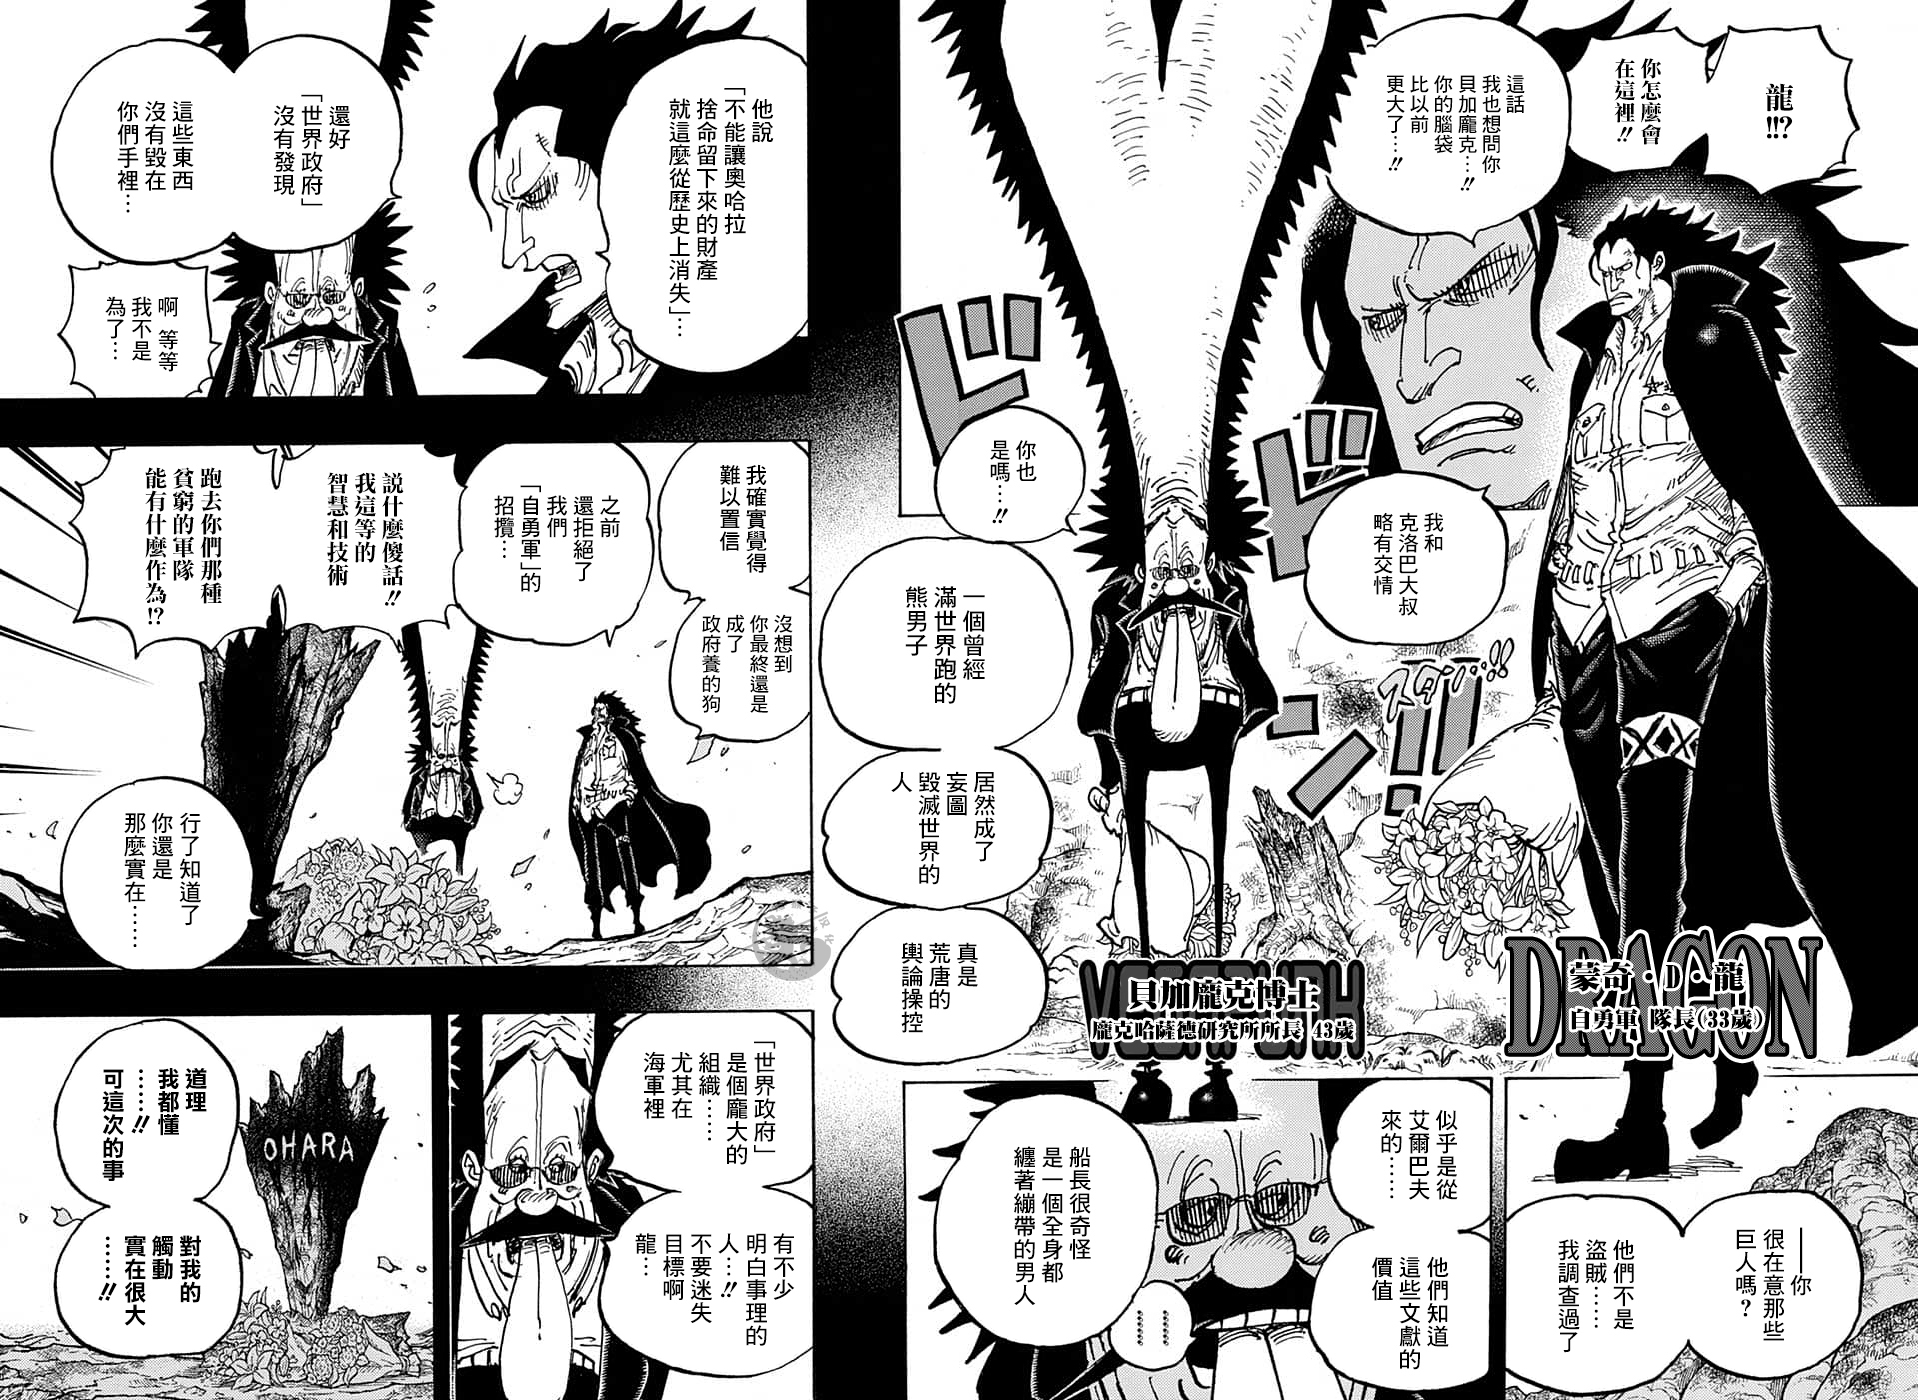 龍!!?
你怎麼會
在這裡!!
這話
我也想問你
貝加龐克…!!
你的腦袋
比以前
更大了…!!
ドドン!!
スタン!!
我和
克洛巴大叔
略有交情
你也
是嗎…!!
一個曾經
滿世界跑的
熊男子
居然成了
妄圖
毀滅世界的
人
真是
荒唐的
輿論操控
DRAGON
蒙奇·D·龍
自勇軍 隊長(33歲)
VEGAPUNK
貝加龐克博士
龐克哈薩德研究所所長 43歲
——你
很在意那些
巨人嗎?
他們不是
盜賊……
我調查過了
似乎是從
艾爾巴夫
來的……
他們知道
這些文獻的
價值
船長很奇怪
是一個全身都
纏著繃帶的男人
……
他說
「不能讓奧哈拉
捨命留下來的財產
就這麼從歷史上消失」…
還好
「世界政府」
沒有發現
這些東西
沒有毀在
你們手裡…
啊 等等
我不是
為了…
我確實覺得
難以置信
沒想到
你最終還是
成了
政府養的狗
之前
還拒絕了
我們
「自勇軍」的
招攬…
說什麼傻話!!
我這等的
智慧和技術
跑去你們那種
貧窮的軍隊
能有什麼作為!?
行了知道了
你還是
那麼實在……
「世界政府」
是個龐大的
組織……
尤其在
海軍裡
有不少
明白事理的
人…!!
不要迷失
目標啊
龍…
OHARA
道理
我都懂
……!!
可這次的事
對我的
觸動
實在很大
……!!